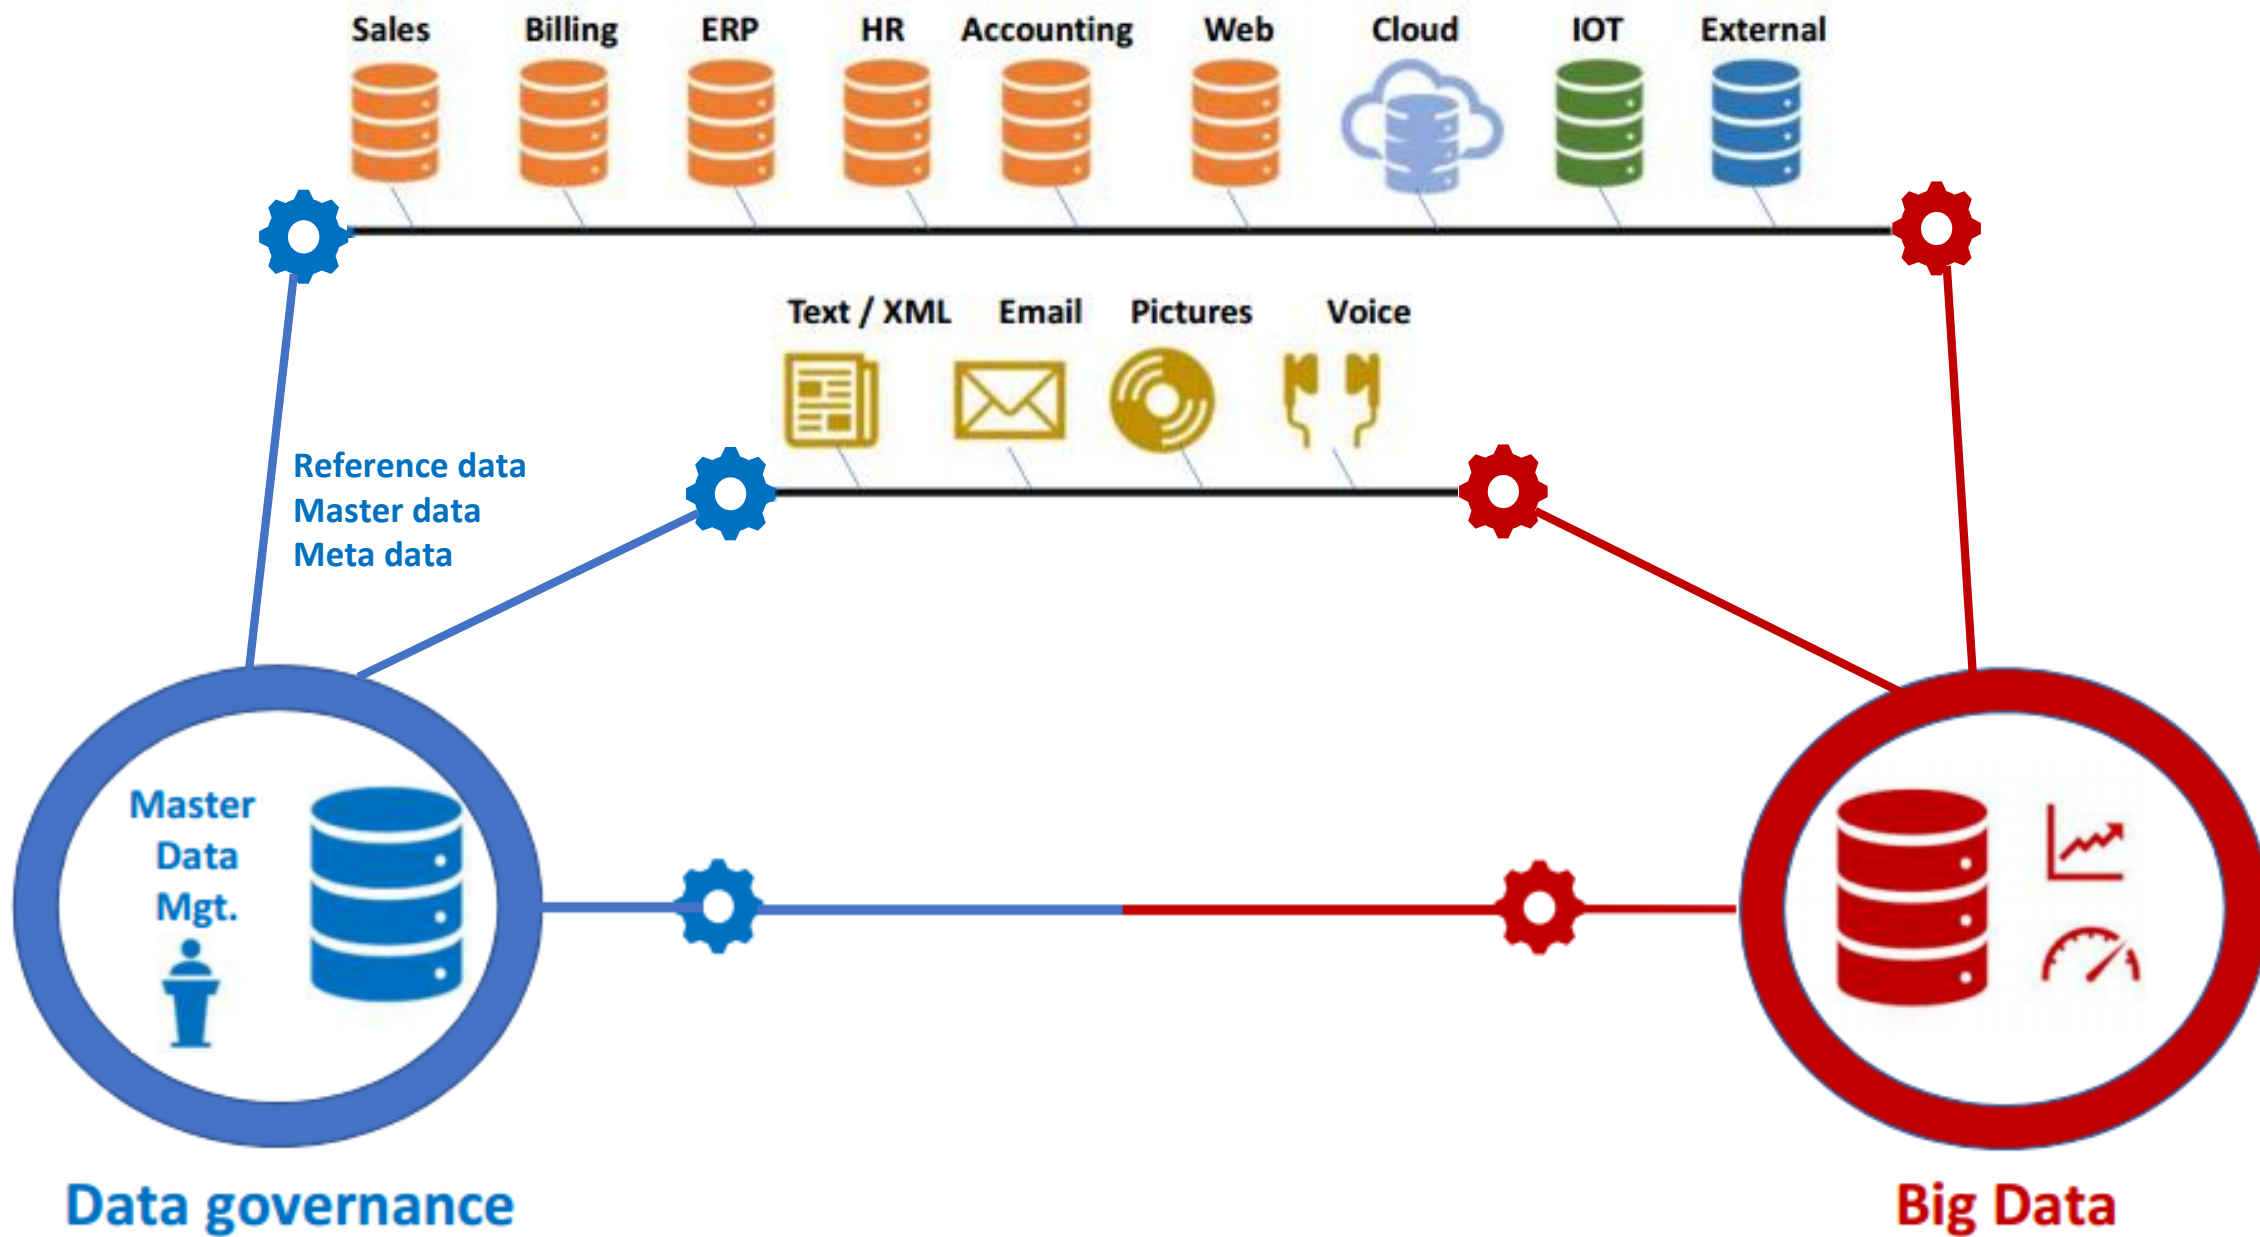 Sales Billing ERP HR Accounting Web Cloud IOT External
Text / XML Email Pictures Voice
Reference data
Master data
Meta data
Master
Data
Mgt.
Data governance
Big Data